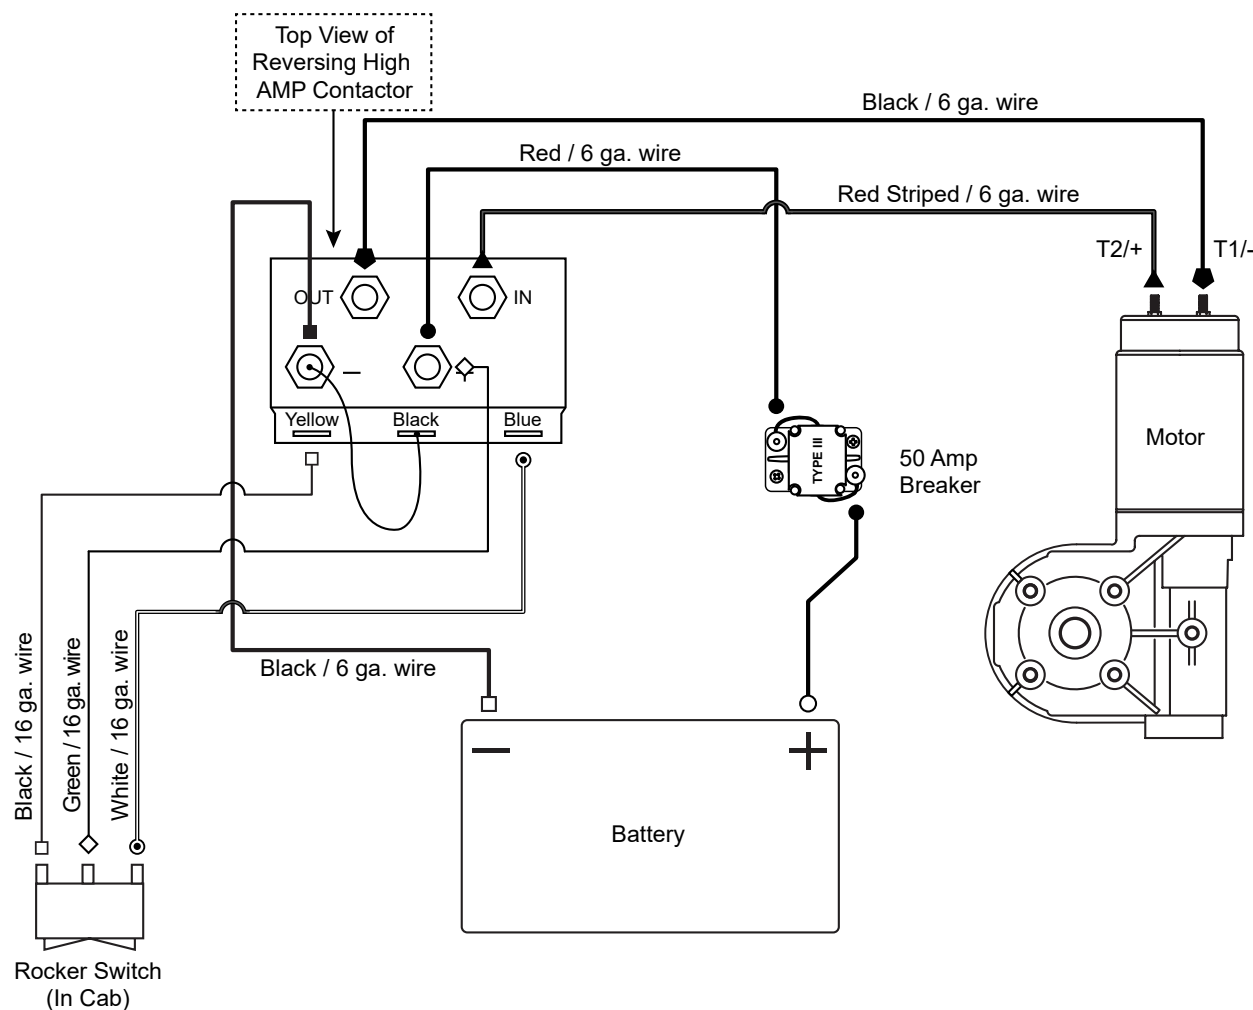 Top View of
Reversing High
AMP Contactor
Black / 6 ga. wire
Red / 6 ga. wire
Red Striped / 6 ga. wire
T2/+
T1/-
OUT
IN
–
+
Yellow
Black
Blue
TYPE III
50 Amp
Breaker
Motor
Black / 16 ga. wire
Green / 16 ga. wire
White / 16 ga. wire
Black / 6 ga. wire
–
+
Battery
Rocker Switch
(In Cab)